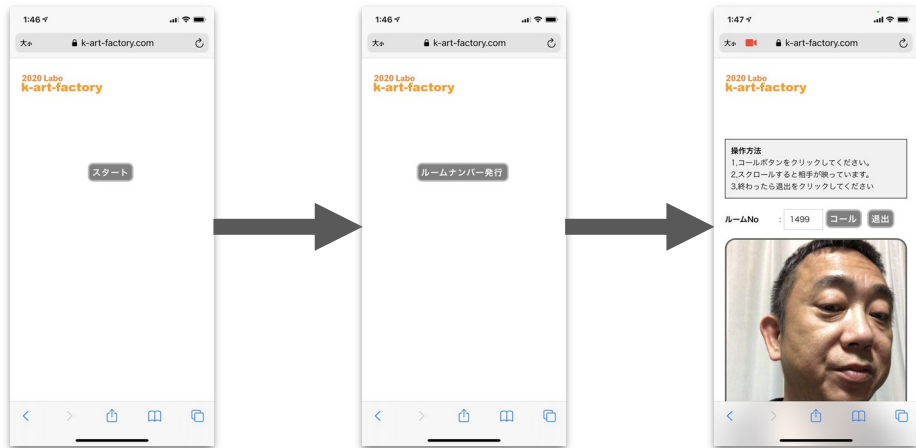 1:46
大小 k-art-factory.com
2020 Labo
k-art-factory
スタート
1:46
大小 k-art-factory.com
2020 Labo
k-art-factory
ルームナンバー発行
1:47
大小 k-art-factory.com
2020 Labo
k-art-factory
操作方法
1,コールボタンをクリックしてください。
2,スクロールすると相手が映っています。
3,終わったら退出をクリックしてください
ルームNo : 1499 コール 退出